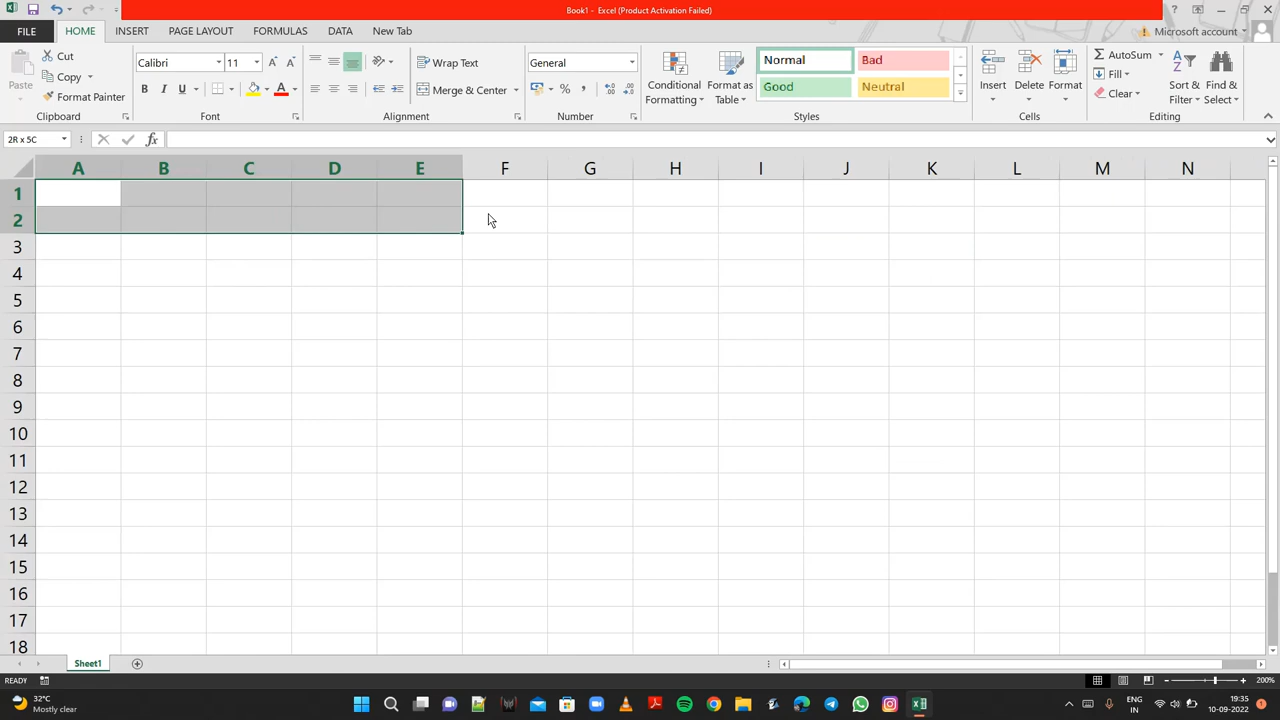 Book1 - Excel (Product Activation Failed)
FILE HOME INSERT PAGE LAYOUT FORMULAS DATA New Tab Microsoft account
Paste
Cut
Copy
Format Painter
Clipboard
Calibri 11
B I U A
Font
Wrap Text
Merge & Center
Alignment
General
% ,
Number
Conditional Formatting
Format as Table
Normal Bad
Good Neutral
Styles
Insert Delete Format
Cells
AutoSum
Fill
Clear
Sort & Filter
Find & Select
Editing
2R x 5C fx
A B C D E F G H I J K L M N
1
2
3
4
5
6
7
8
9
10
11
12
13
14
15
16
17
18
Sheet1
READY 200%
32°C
Mostly clear
ENG
IN
19:35
10-09-2022